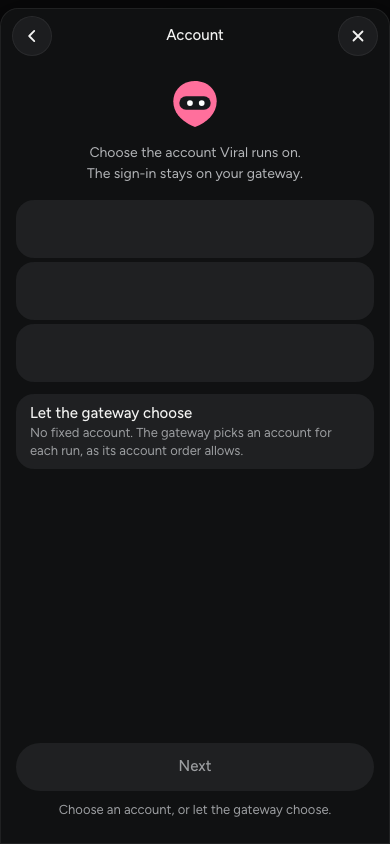 Account
Choose the account Viral runs on.
The sign-in stays on your gateway.
Let the gateway choose
No fixed account. The gateway picks an account for
each run, as its account order allows.
Next
Choose an account, or let the gateway choose.